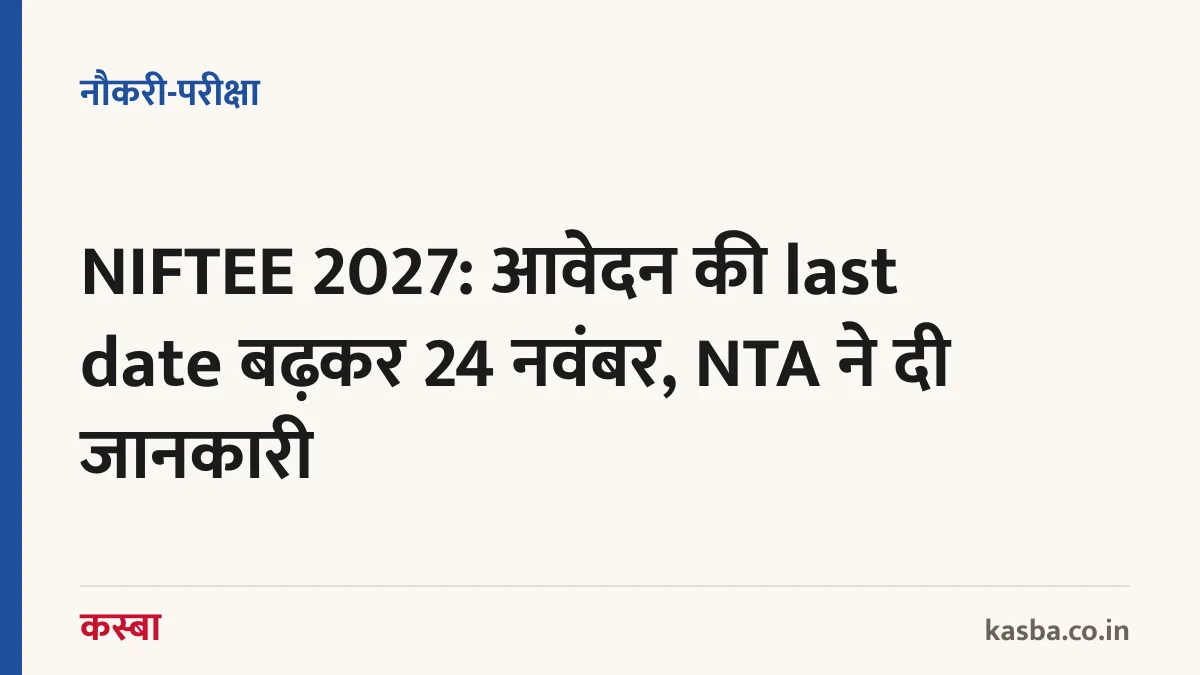 नौकरी-परीक्षा
NIFTEE 2027: आवेदन की last
date बढ़कर 24 नवंबर, NTA ने दी
जानकारी
कस्बा
kasba.co.in